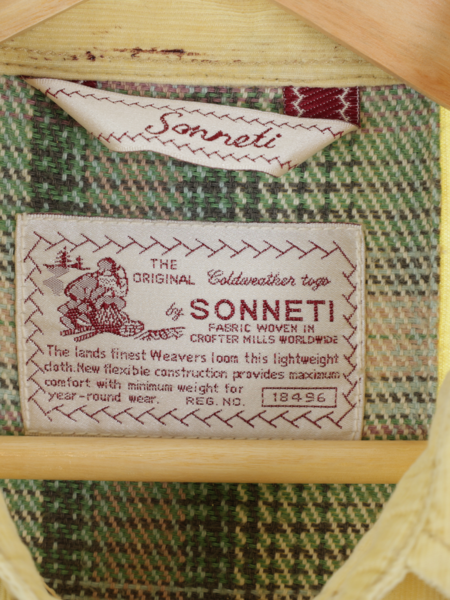 Sonneti
THE
ORIGINAL Coldweather togs
by SONNETI
FABRIC WOVEN IN
CROFTER MILLS WORLDWIDE
The lands finest Weavers loom this lightweight
cloth. New flexible construction provides maximum
comfort with minimum weight for
year-round wear. REG. NO. 18496